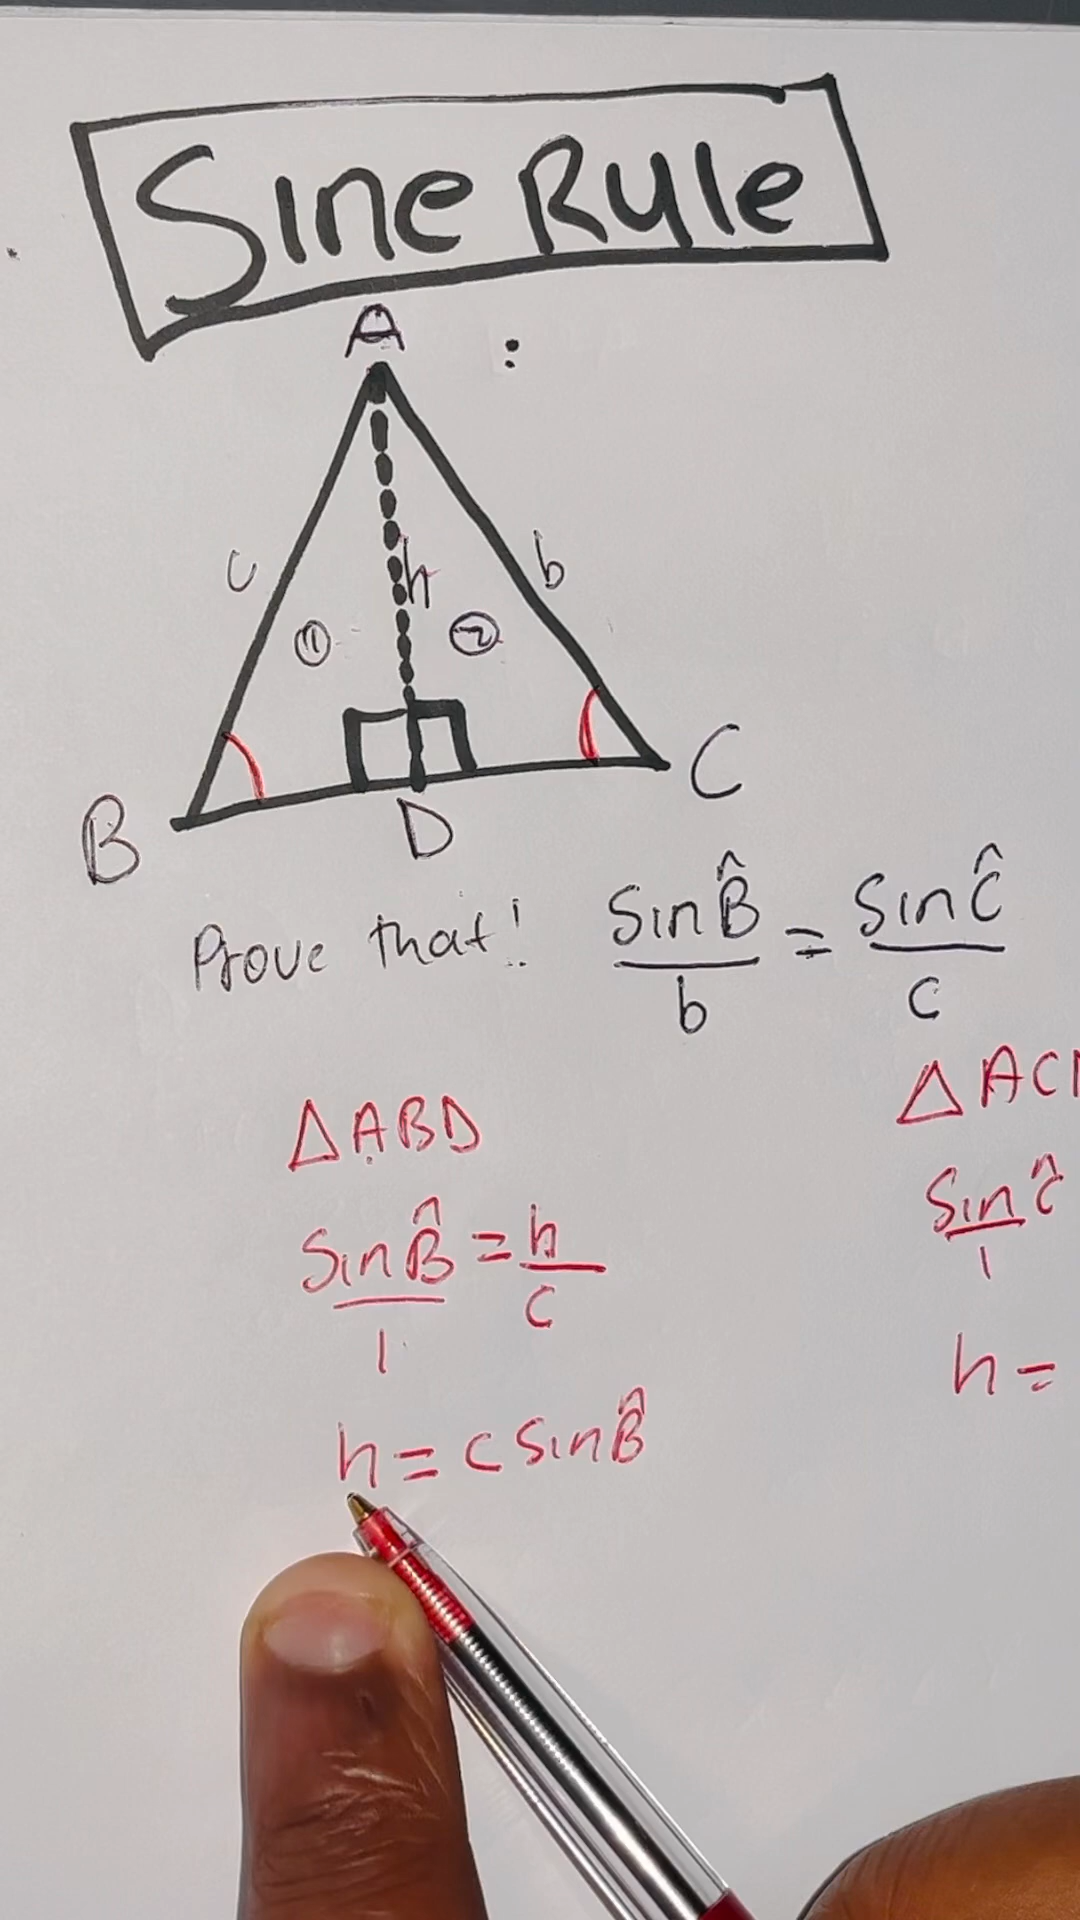 Sine Rule
A
c
h
b
①
②
B
D
C
Prove that! sin B̂ / b = sin Ĉ / c
△ABD
Sin B̂ / 1 = h / c
h = c sin B̂
△AC
Sin Ĉ / 1
h =